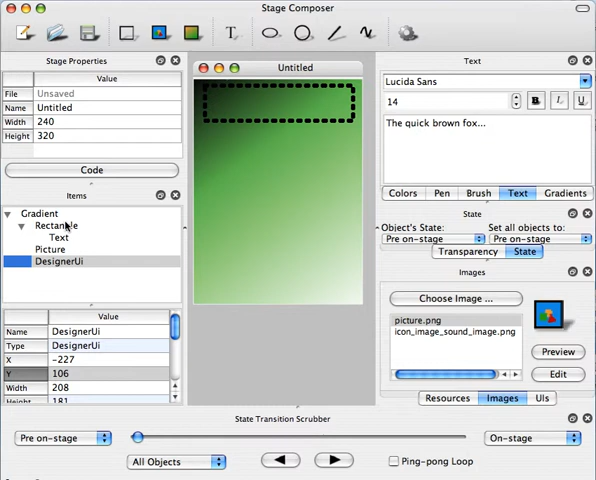 Stage Composer
T
Stage Properties
Value
File Unsaved
Name Untitled
Width 240
Height 320
Code
Items
Gradient
Rectangle
Text
Picture
DesignerUi
Value
Name DesignerUi
Type DesignerUi
X -227
Y 106
Width 208
Height 181
Untitled
Text
Lucida Sans
14
B I U
The quick brown fox...
Colors Pen Brush Text Gradients
State
Object's State: Set all objects to:
Pre on-stage Pre on-stage
Transparency State
Images
Choose Image ...
picture.png
icon_image_sound_image.png
Preview
Edit
Resources Images UIs
State Transition Scrubber
Pre on-stage On-stage
All Objects Ping-pong Loop